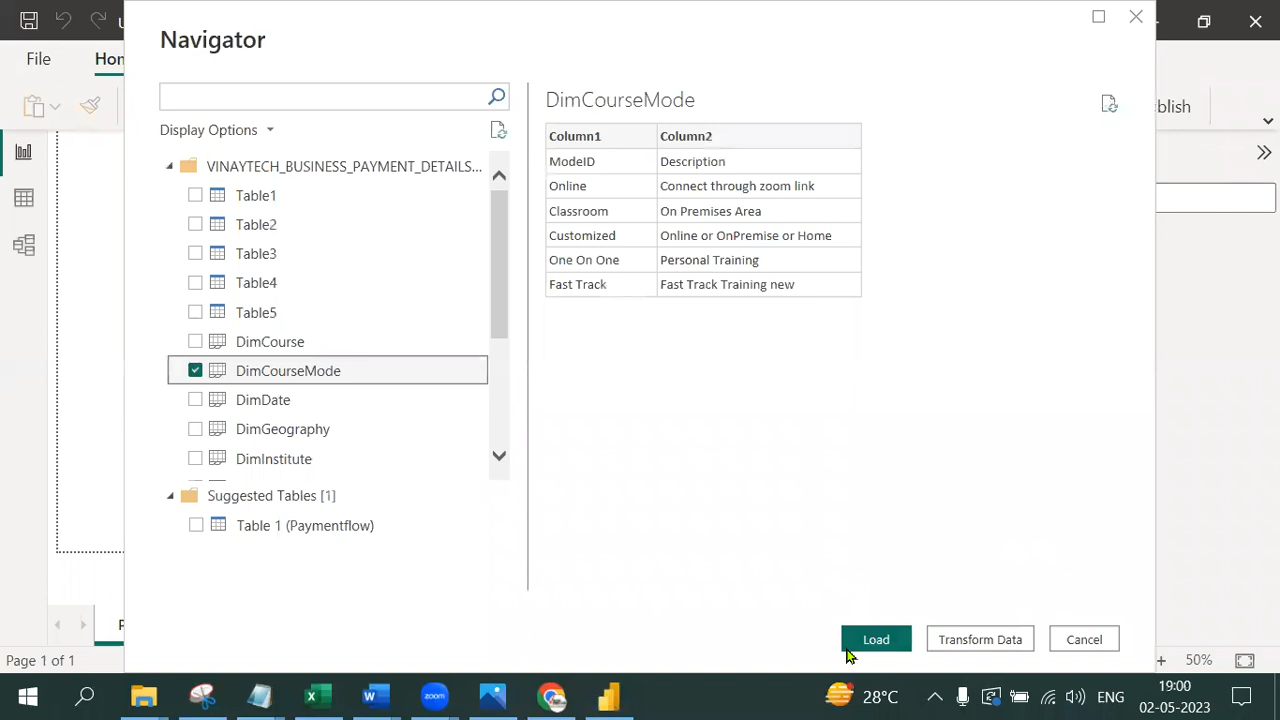 Navigator
File
Hom
Display Options
VINAYTECH_BUSINESS_PAYMENT_DETAILS...
Table1
Table2
Table3
Table4
Table5
DimCourse
DimCourseMode
DimDate
DimGeography
DimInstitute
Suggested Tables [1]
Table 1 (Paymentflow)
DimCourseMode
Column1 Column2
ModeID Description
Online Connect through zoom link
Classroom On Premises Area
Customized Online or OnPremise or Home
One On One Personal Training
Fast Track Fast Track Training new
blish
Load Transform Data Cancel
Page 1 of 1
50%
zoom
28°C
ENG
19:00
02-05-2023